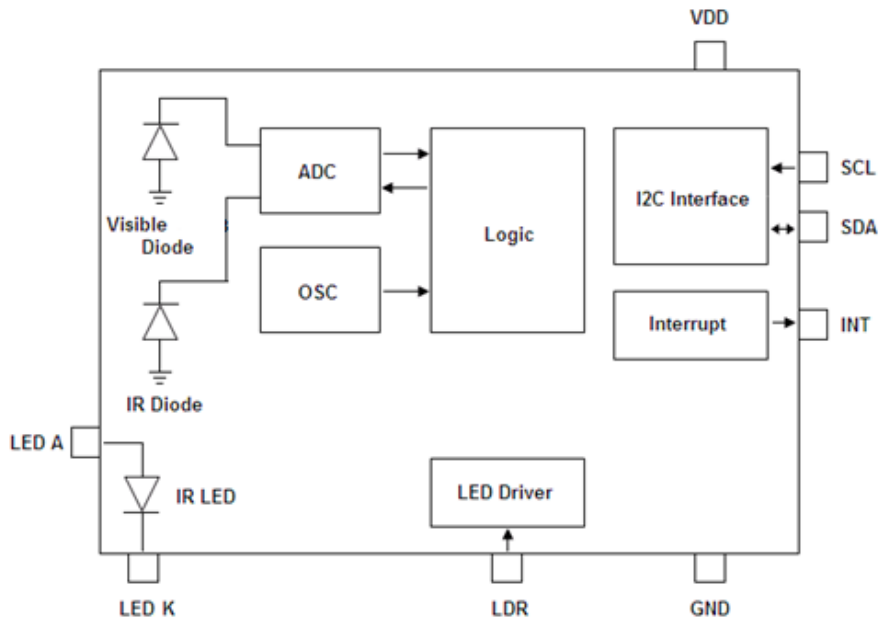 VDD
ADC
Logic
I2C Interface
SCL
SDA
Visible
Diode
OSC
Interrupt
INT
IR Diode
LED A
IR LED
LED Driver
LED K
LDR
GND